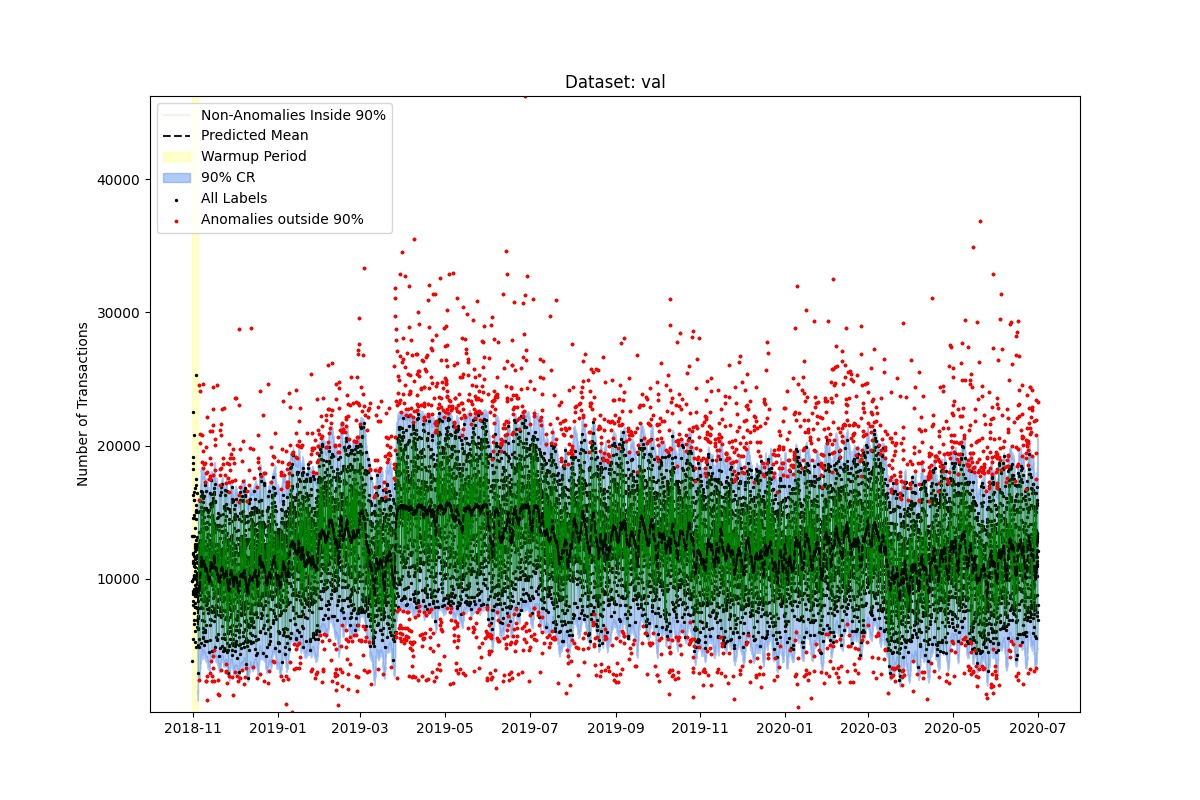 Dataset: val
Non-Anomalies Inside 90%
Predicted Mean
Warmup Period
90% CR
All Labels
Anomalies outside 90%
Number of Transactions
40000
30000
20000
10000
2018-11 2019-01 2019-03 2019-05 2019-07 2019-09 2019-11 2020-01 2020-03 2020-05 2020-07